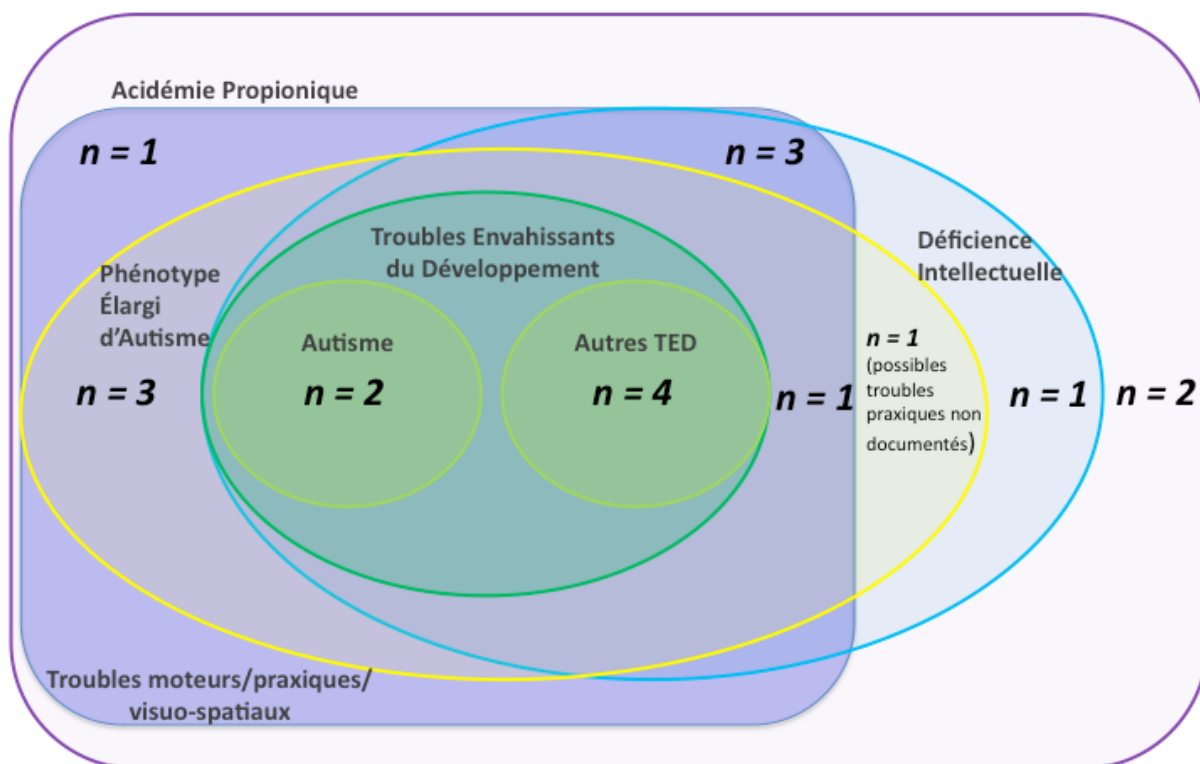 Acidémie Propionique
n = 1
n = 3
Troubles Envahissants
du Développement
Déficience
Intellectuelle
Phénotype
Élargi
d'Autisme
n = 3
Autisme
n = 2
Autres TED
n = 4
n = 1
n = 1
(possibles
troubles
praxiques non
documentés)
n = 1
n = 2
Troubles moteurs/praxiques/
visuo-spatiaux